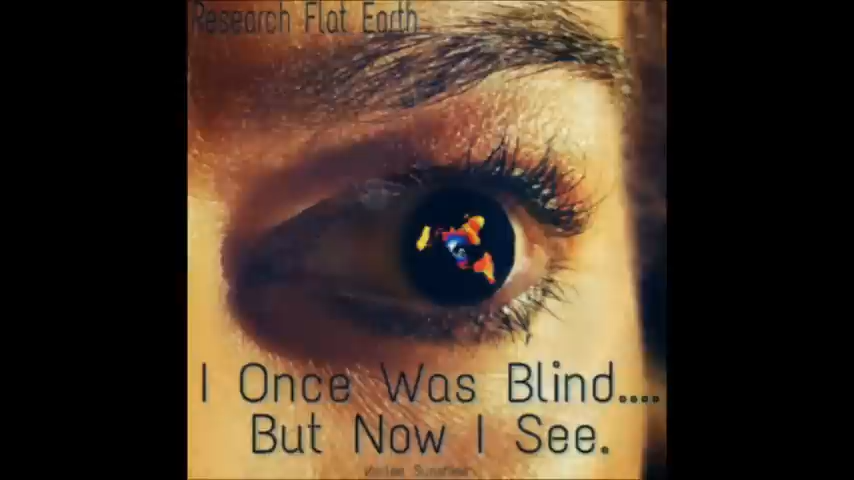 Research Flat Earth
I Once Was Blind....
But Now I See.